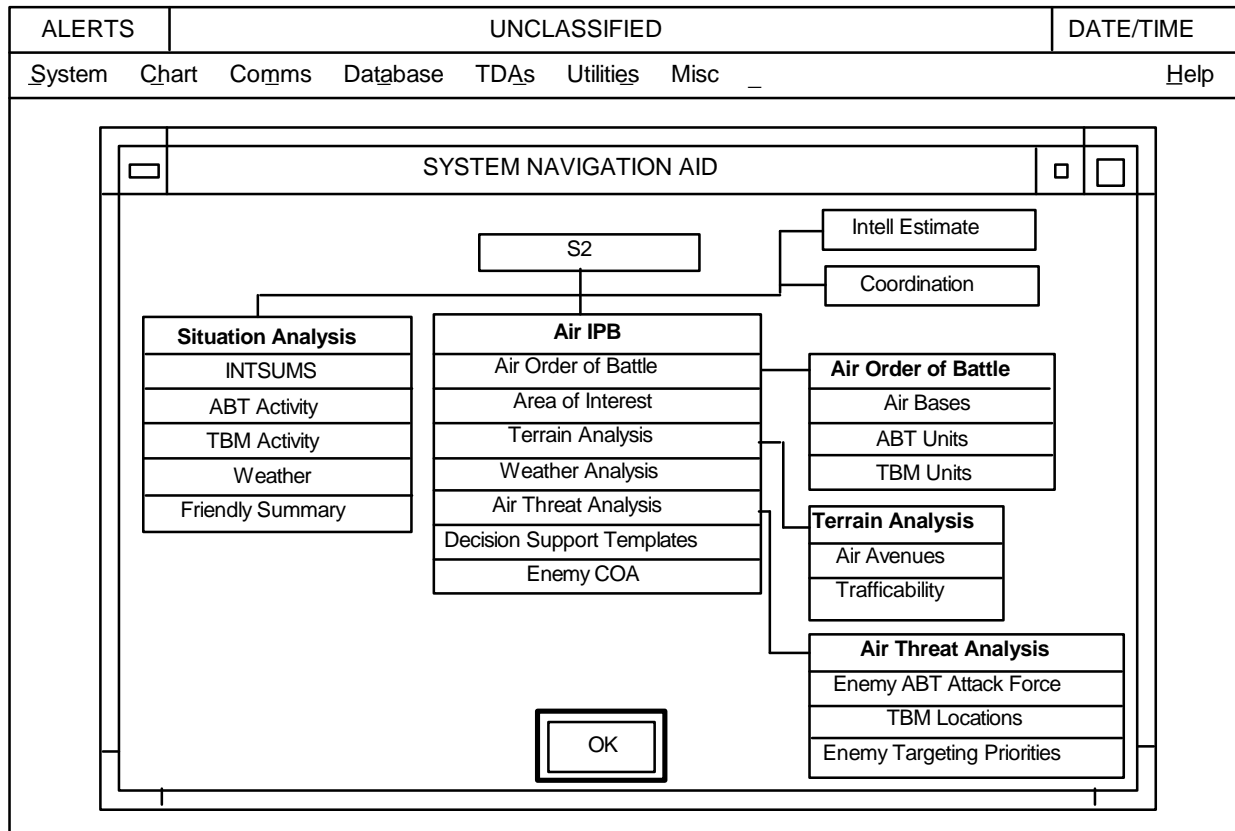 ALERTS UNCLASSIFIED DATE/TIME
System Chart Comms Database TDAs Utilities Misc _ Help
SYSTEM NAVIGATION AID
S2
Intell Estimate
Coordination
Situation Analysis
INTSUMS
ABT Activity
TBM Activity
Weather
Friendly Summary
Air IPB
Air Order of Battle
Area of Interest
Terrain Analysis
Weather Analysis
Air Threat Analysis
Decision Support Templates
Enemy COA
Air Order of Battle
Air Bases
ABT Units
TBM Units
Terrain Analysis
Air Avenues
Trafficability
Air Threat Analysis
Enemy ABT Attack Force
TBM Locations
Enemy Targeting Priorities
OK